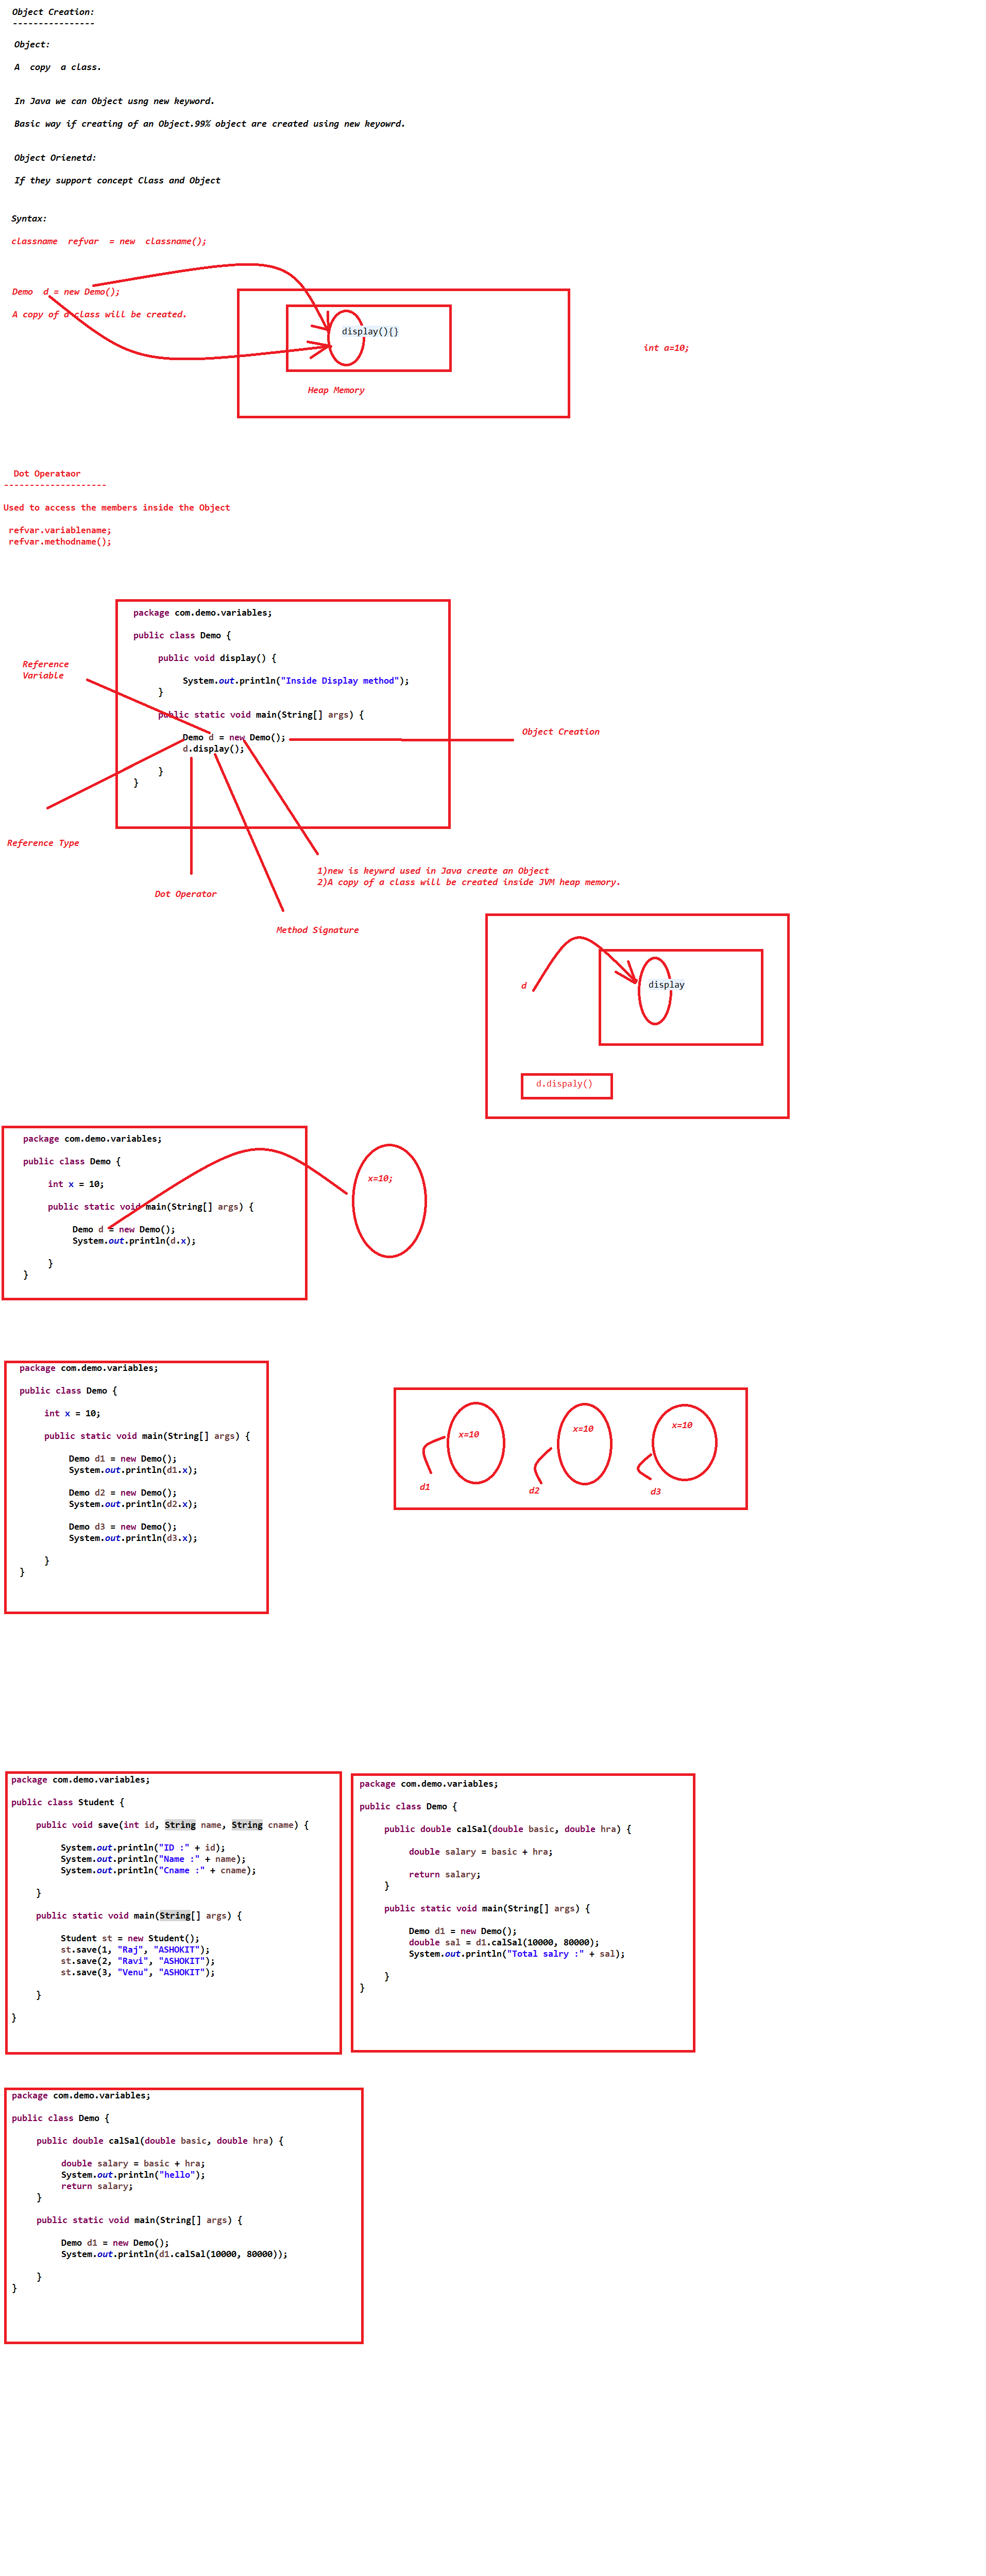 Object Creation:
----------------
Object:
A  copy  a class.
In Java we can Object usng new keyword.
Basic way if creating of an Object.99% object are created using new keyowrd.
Object Orienetd:
If they support concept Class and Object
Syntax:
classname  refvar  = new  classname();
Demo  d = new Demo();
A copy of a class will be created.
display(){}
Heap Memory
int a=10;
Dot Operataor
--------------------
Used to access the members inside the Object
refvar.variablename;
refvar.methodname();
package com.demo.variables;
public class Demo {
public void display() {
System.out.println("Inside Display method");
}
public static void main(String[] args) {
Demo d = new Demo();
d.display();
}
}
Reference
Variable
Object Creation
Reference Type
1)new is keywrd used in Java create an Object
2)A copy of a class will be created inside JVM heap memory.
Dot Operator
Method Signature
d
display
d.dispaly()
package com.demo.variables;
public class Demo {
int x = 10;
public static void main(String[] args) {
Demo d = new Demo();
System.out.println(d.x);
}
}
x=10;
package com.demo.variables;
public class Demo {
int x = 10;
public static void main(String[] args) {
Demo d1 = new Demo();
System.out.println(d1.x);
Demo d2 = new Demo();
System.out.println(d2.x);
Demo d3 = new Demo();
System.out.println(d3.x);
}
}
x=10
x=10
x=10
d1
d2
d3
package com.demo.variables;
public class Student {
public void save(int id, String name, String cname) {
System.out.println("ID :" + id);
System.out.println("Name :" + name);
System.out.println("Cname :" + cname);
}
public static void main(String[] args) {
Student st = new Student();
st.save(1, "Raj", "ASHOKIT");
st.save(2, "Ravi", "ASHOKIT");
st.save(3, "Venu", "ASHOKIT");
}
}
package com.demo.variables;
public class Demo {
public double calSal(double basic, double hra) {
double salary = basic + hra;
return salary;
}
public static void main(String[] args) {
Demo d1 = new Demo();
double sal = d1.calSal(10000, 80000);
System.out.println("Total salry :" + sal);
}
}
package com.demo.variables;
public class Demo {
public double calSal(double basic, double hra) {
double salary = basic + hra;
System.out.println("hello");
return salary;
}
public static void main(String[] args) {
Demo d1 = new Demo();
System.out.println(d1.calSal(10000, 80000));
}
}